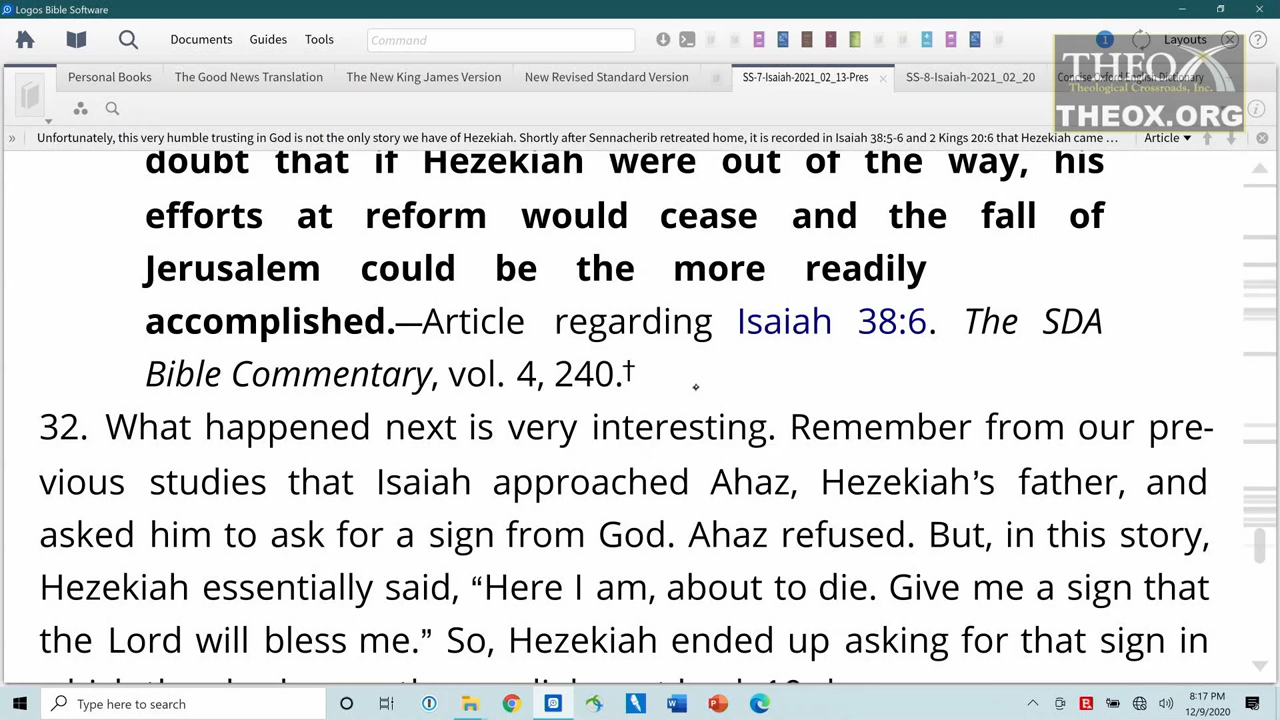 Logos Bible Software
Documents Guides Tools Command 1 Layouts
THEOX
Theological Crossroads, Inc.
THEOX.ORG
Personal Books The Good News Translation The New King James Version New Revised Standard Version SS-7-Isaiah-2021_02_13-Pres SS-8-Isaiah-2021_02_20 Concise Oxford English Dictionary
» Unfortunately, this very humble trusting in God is not the only story we have of Hezekiah. Shortly after Sennacherib retreated home, it is recorded in Isaiah 38:5-6 and 2 Kings 20:6 that Hezekiah came … Article
doubt that if Hezekiah were out of the way, his
efforts at reform would cease and the fall of
Jerusalem could be the more readily
accomplished.—Article regarding Isaiah 38:6. The SDA
Bible Commentary, vol. 4, 240.†
32. What happened next is very interesting. Remember from our pre-
vious studies that Isaiah approached Ahaz, Hezekiah’s father, and
asked him to ask for a sign from God. Ahaz refused. But, in this story,
Hezekiah essentially said, “Here I am, about to die. Give me a sign that
the Lord will bless me.” So, Hezekiah ended up asking for that sign in
Type here to search
8:17 PM
12/9/2020